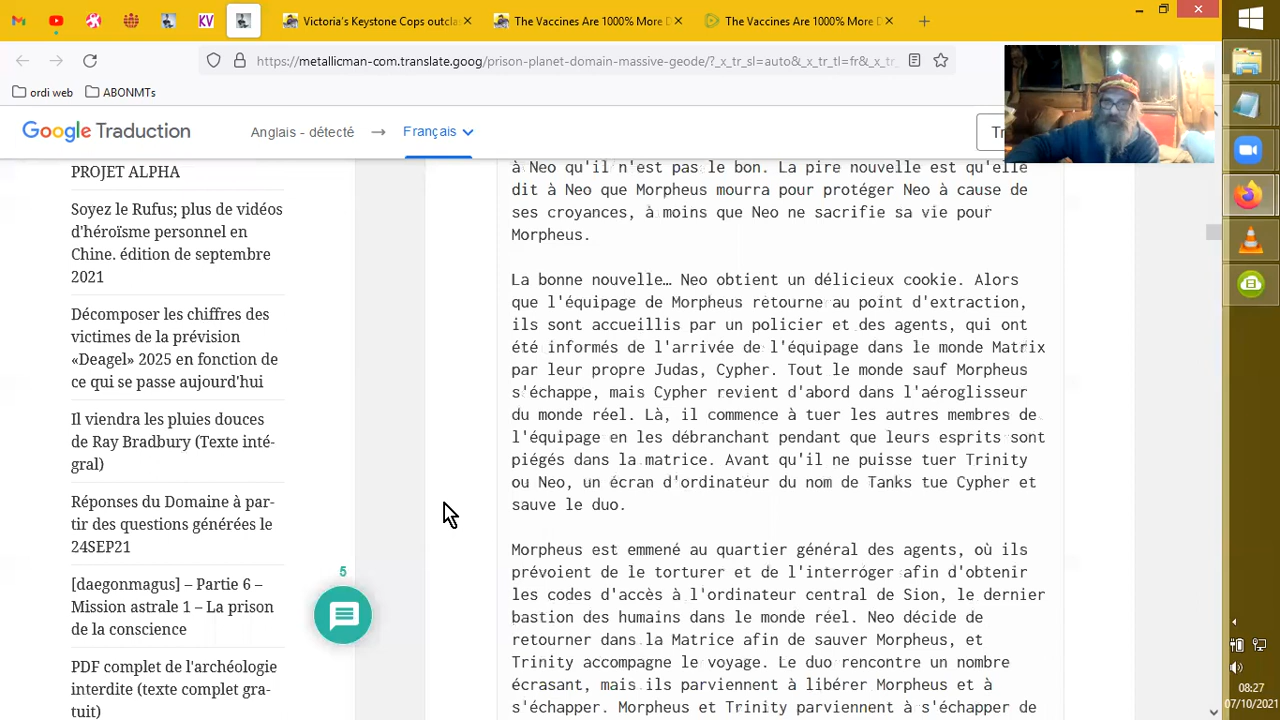 KV
Victoria's Keystone Cops outcla
The Vaccines Are 1000% More D
The Vaccines Are 1000% More D
https://metallicman-com.translate.goog/prison-planet-domain-massive-geode/?_x_tr_sl=auto&_x_tr_tl=fr&_x_
ordi web
ABONMTs
Google Traduction
Anglais - détecté
Français
Tr
PROJET ALPHA
Soyez le Rufus; plus de vidéos
d'héroïsme personnel en
Chine. édition de septembre
2021
Décomposer les chiffres des
victimes de la prévision
«Deagel» 2025 en fonction de
ce qui se passe aujourd'hui
Il viendra les pluies douces
de Ray Bradbury (Texte inté-
gral)
Réponses du Domaine à par-
tir des questions générées le
24SEP21
[daegonmagus] – Partie 6 –
Mission astrale 1 – La prison
de la conscience
PDF complet de l'archéologie
interdite (texte complet gra-
tuit)
5
à Neo qu'il n'est pas le bon. La pire nouvelle est qu'elle
dit à Neo que Morpheus mourra pour protéger Neo à cause de
ses croyances, à moins que Neo ne sacrifie sa vie pour
Morpheus.
La bonne nouvelle… Neo obtient un délicieux cookie. Alors
que l'équipage de Morpheus retourne au point d'extraction,
ils sont accueillis par un policier et des agents, qui ont
été informés de l'arrivée de l'équipage dans le monde Matrix
par leur propre Judas, Cypher. Tout le monde sauf Morpheus
s'échappe, mais Cypher revient d'abord dans l'aéroglisseur
du monde réel. Là, il commence à tuer les autres membres de
l'équipage en les débranchant pendant que leurs esprits sont
piégés dans la matrice. Avant qu'il ne puisse tuer Trinity
ou Neo, un écran d'ordinateur du nom de Tanks tue Cypher et
sauve le duo.
Morpheus est emmené au quartier général des agents, où ils
prévoient de le torturer et de l'interroger afin d'obtenir
les codes d'accès à l'ordinateur central de Sion, le dernier
bastion des humains dans le monde réel. Neo décide de
retourner dans la Matrice afin de sauver Morpheus, et
Trinity accompagne le voyage. Le duo rencontre un nombre
écrasant, mais ils parviennent à libérer Morpheus et à
s'échapper. Morpheus et Trinity parviennent à s'échapper de
08:27
07/10/2021